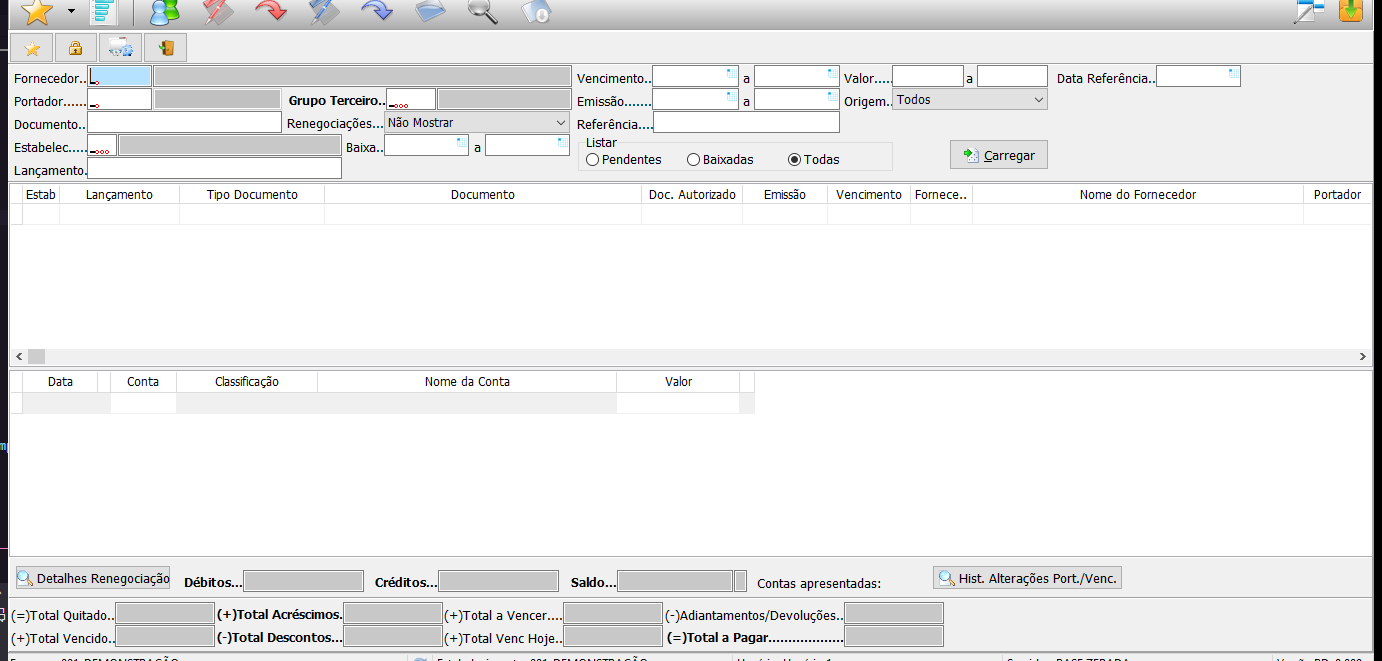 Fornecedor.. Vencimento.. a Valor..... a Data Referência..
Portador...... Grupo Terceiro.. Emissão....... a Origem.. Todos
Documento.. Renegociações... Não Mostrar Referência....
Estabelec..... Baixa.. a Listar
Pendentes Baixadas Todas Carregar
Lançamento.
Estab Lançamento Tipo Documento Documento Doc. Autorizado Emissão Vencimento Fornece.. Nome do Fornecedor Portador
Data Conta Classificação Nome da Conta Valor
Detalhes Renegociação Débitos... Créditos... Saldo... Contas apresentadas: Hist. Alterações Port./Venc.
(=)Total Quitado.. (+)Total Acréscimos. (+)Total a Vencer.... (-)Adiantamentos/Devoluções..
(+)Total Vencido.. (-)Total Descontos... (+)Total Venc Hoje.. (=)Total a Pagar...................